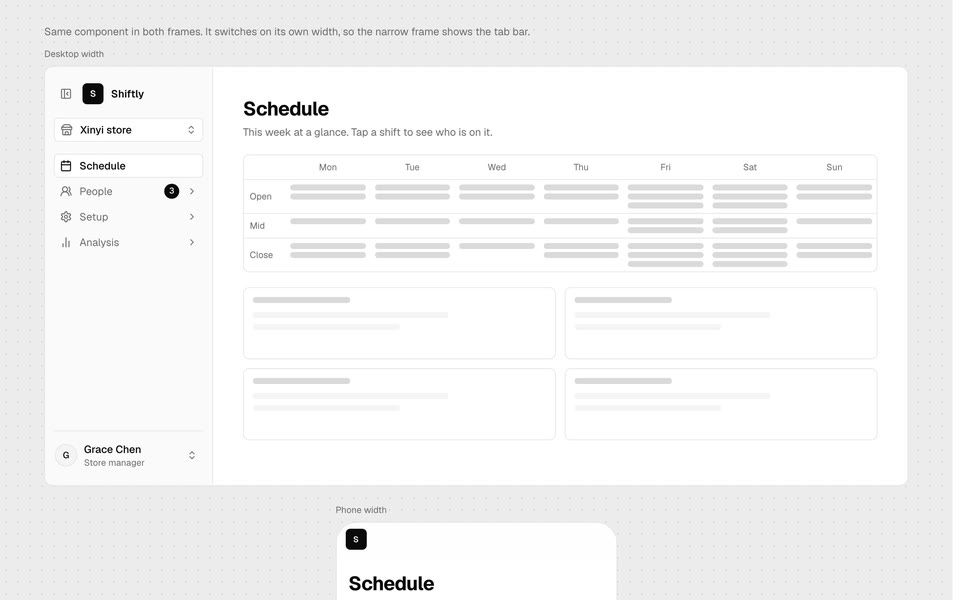 Same component in both frames. It switches on its own width, so the narrow frame shows the tab bar.
Desktop width
S Shiftly
Xinyi store
Schedule
People 3
Setup
Analysis
G
Grace Chen
Store manager
Schedule
This week at a glance. Tap a shift to see who is on it.
Mon Tue Wed Thu Fri Sat Sun
Open
Mid
Close
Phone width
S
Schedule